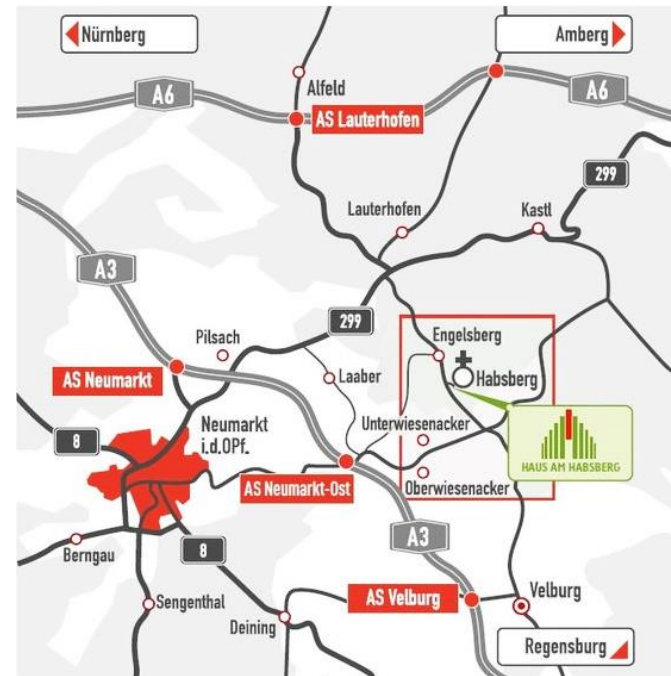 Nürnberg
Amberg
Alfeld
A6
A6
AS Lauterhofen
299
Lauterhofen
Kastl
A3
299
Pilsach
Engelsberg
AS Neumarkt
Laaber
Habsberg
Neumarkt
i.d.OPf.
Unterwiesenacker
8
HAUS AM HABSBERG
AS Neumarkt-Ost
Oberwiesenacker
A3
8
Berngau
AS Velburg
Velburg
Sengenthal
Deining
Regensburg